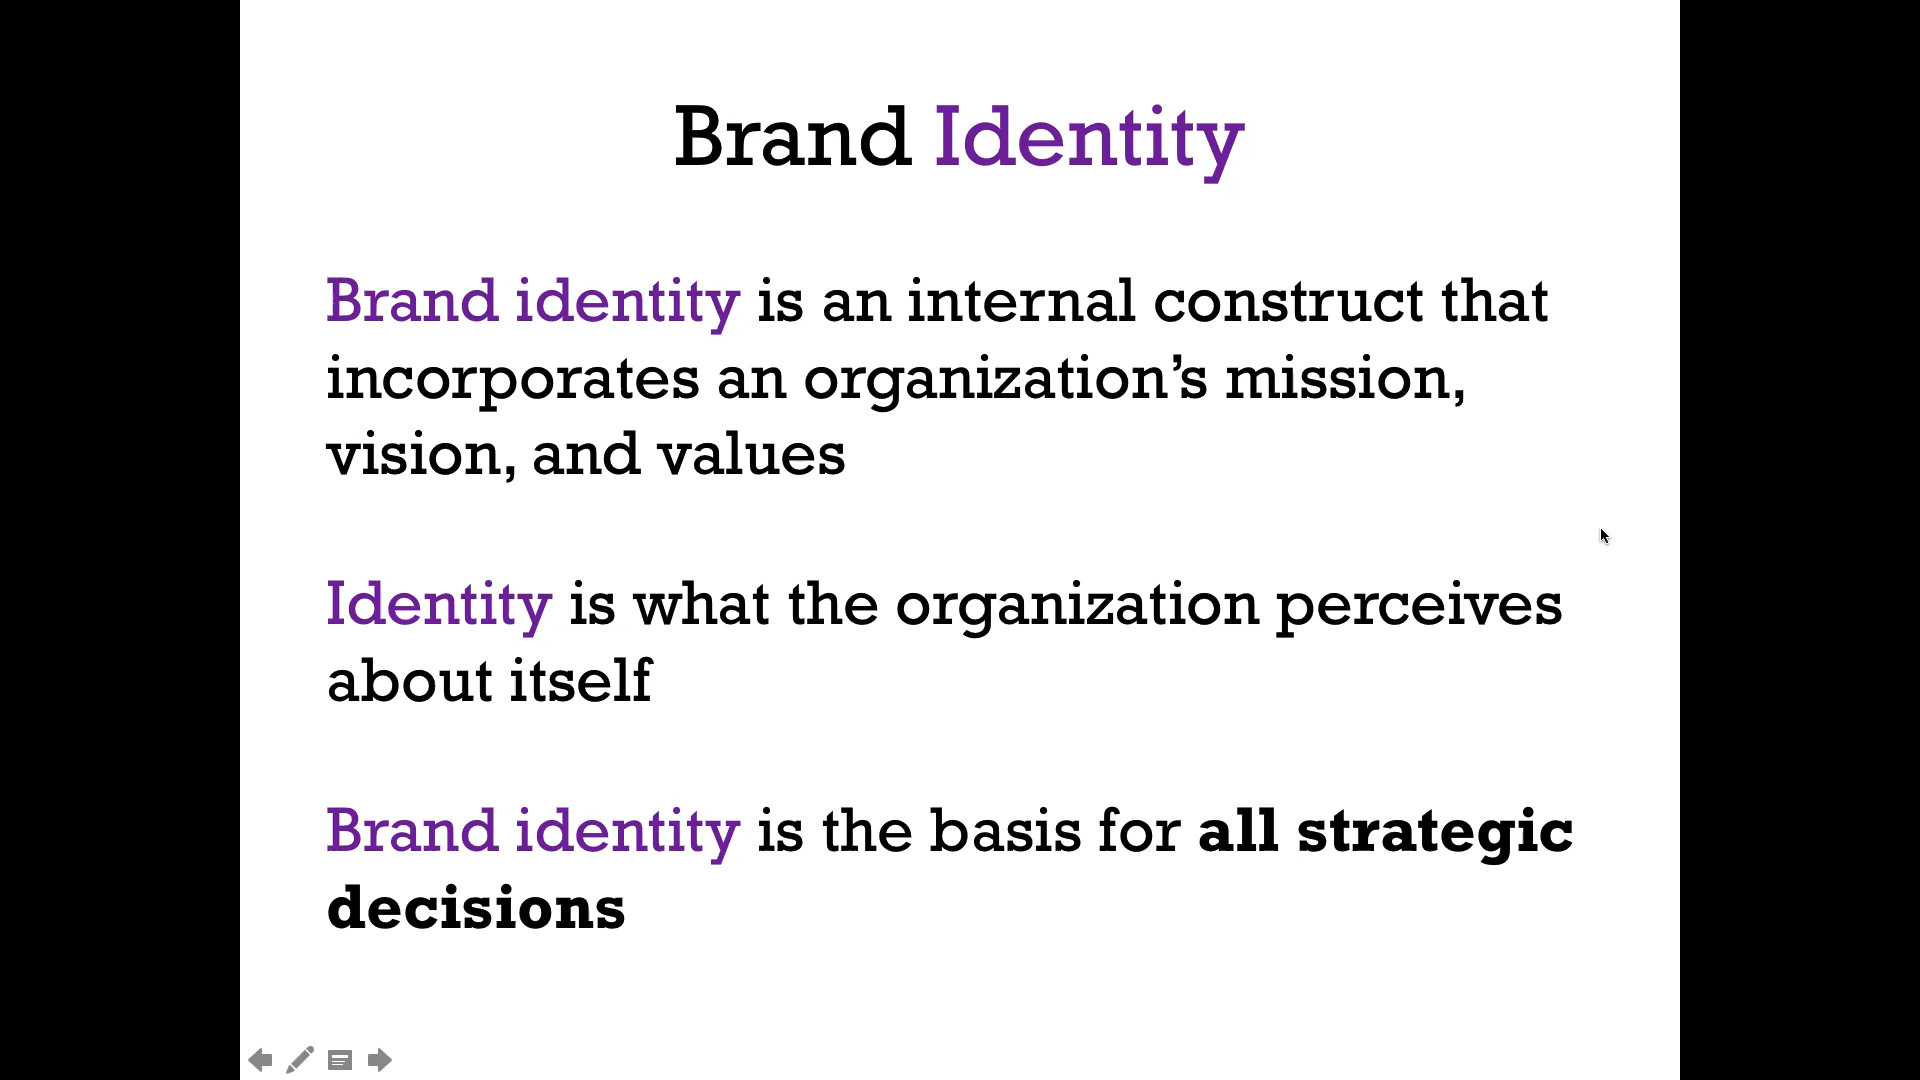 Brand Identity
Brand identity is an internal construct that
incorporates an organization’s mission,
vision, and values
Identity is what the organization perceives
about itself
Brand identity is the basis for all strategic
decisions